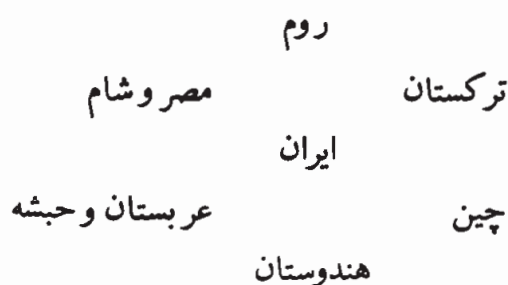 روم
ترکستان مصر و شام
ایران
چین عربستان و حبشه
هندوستان